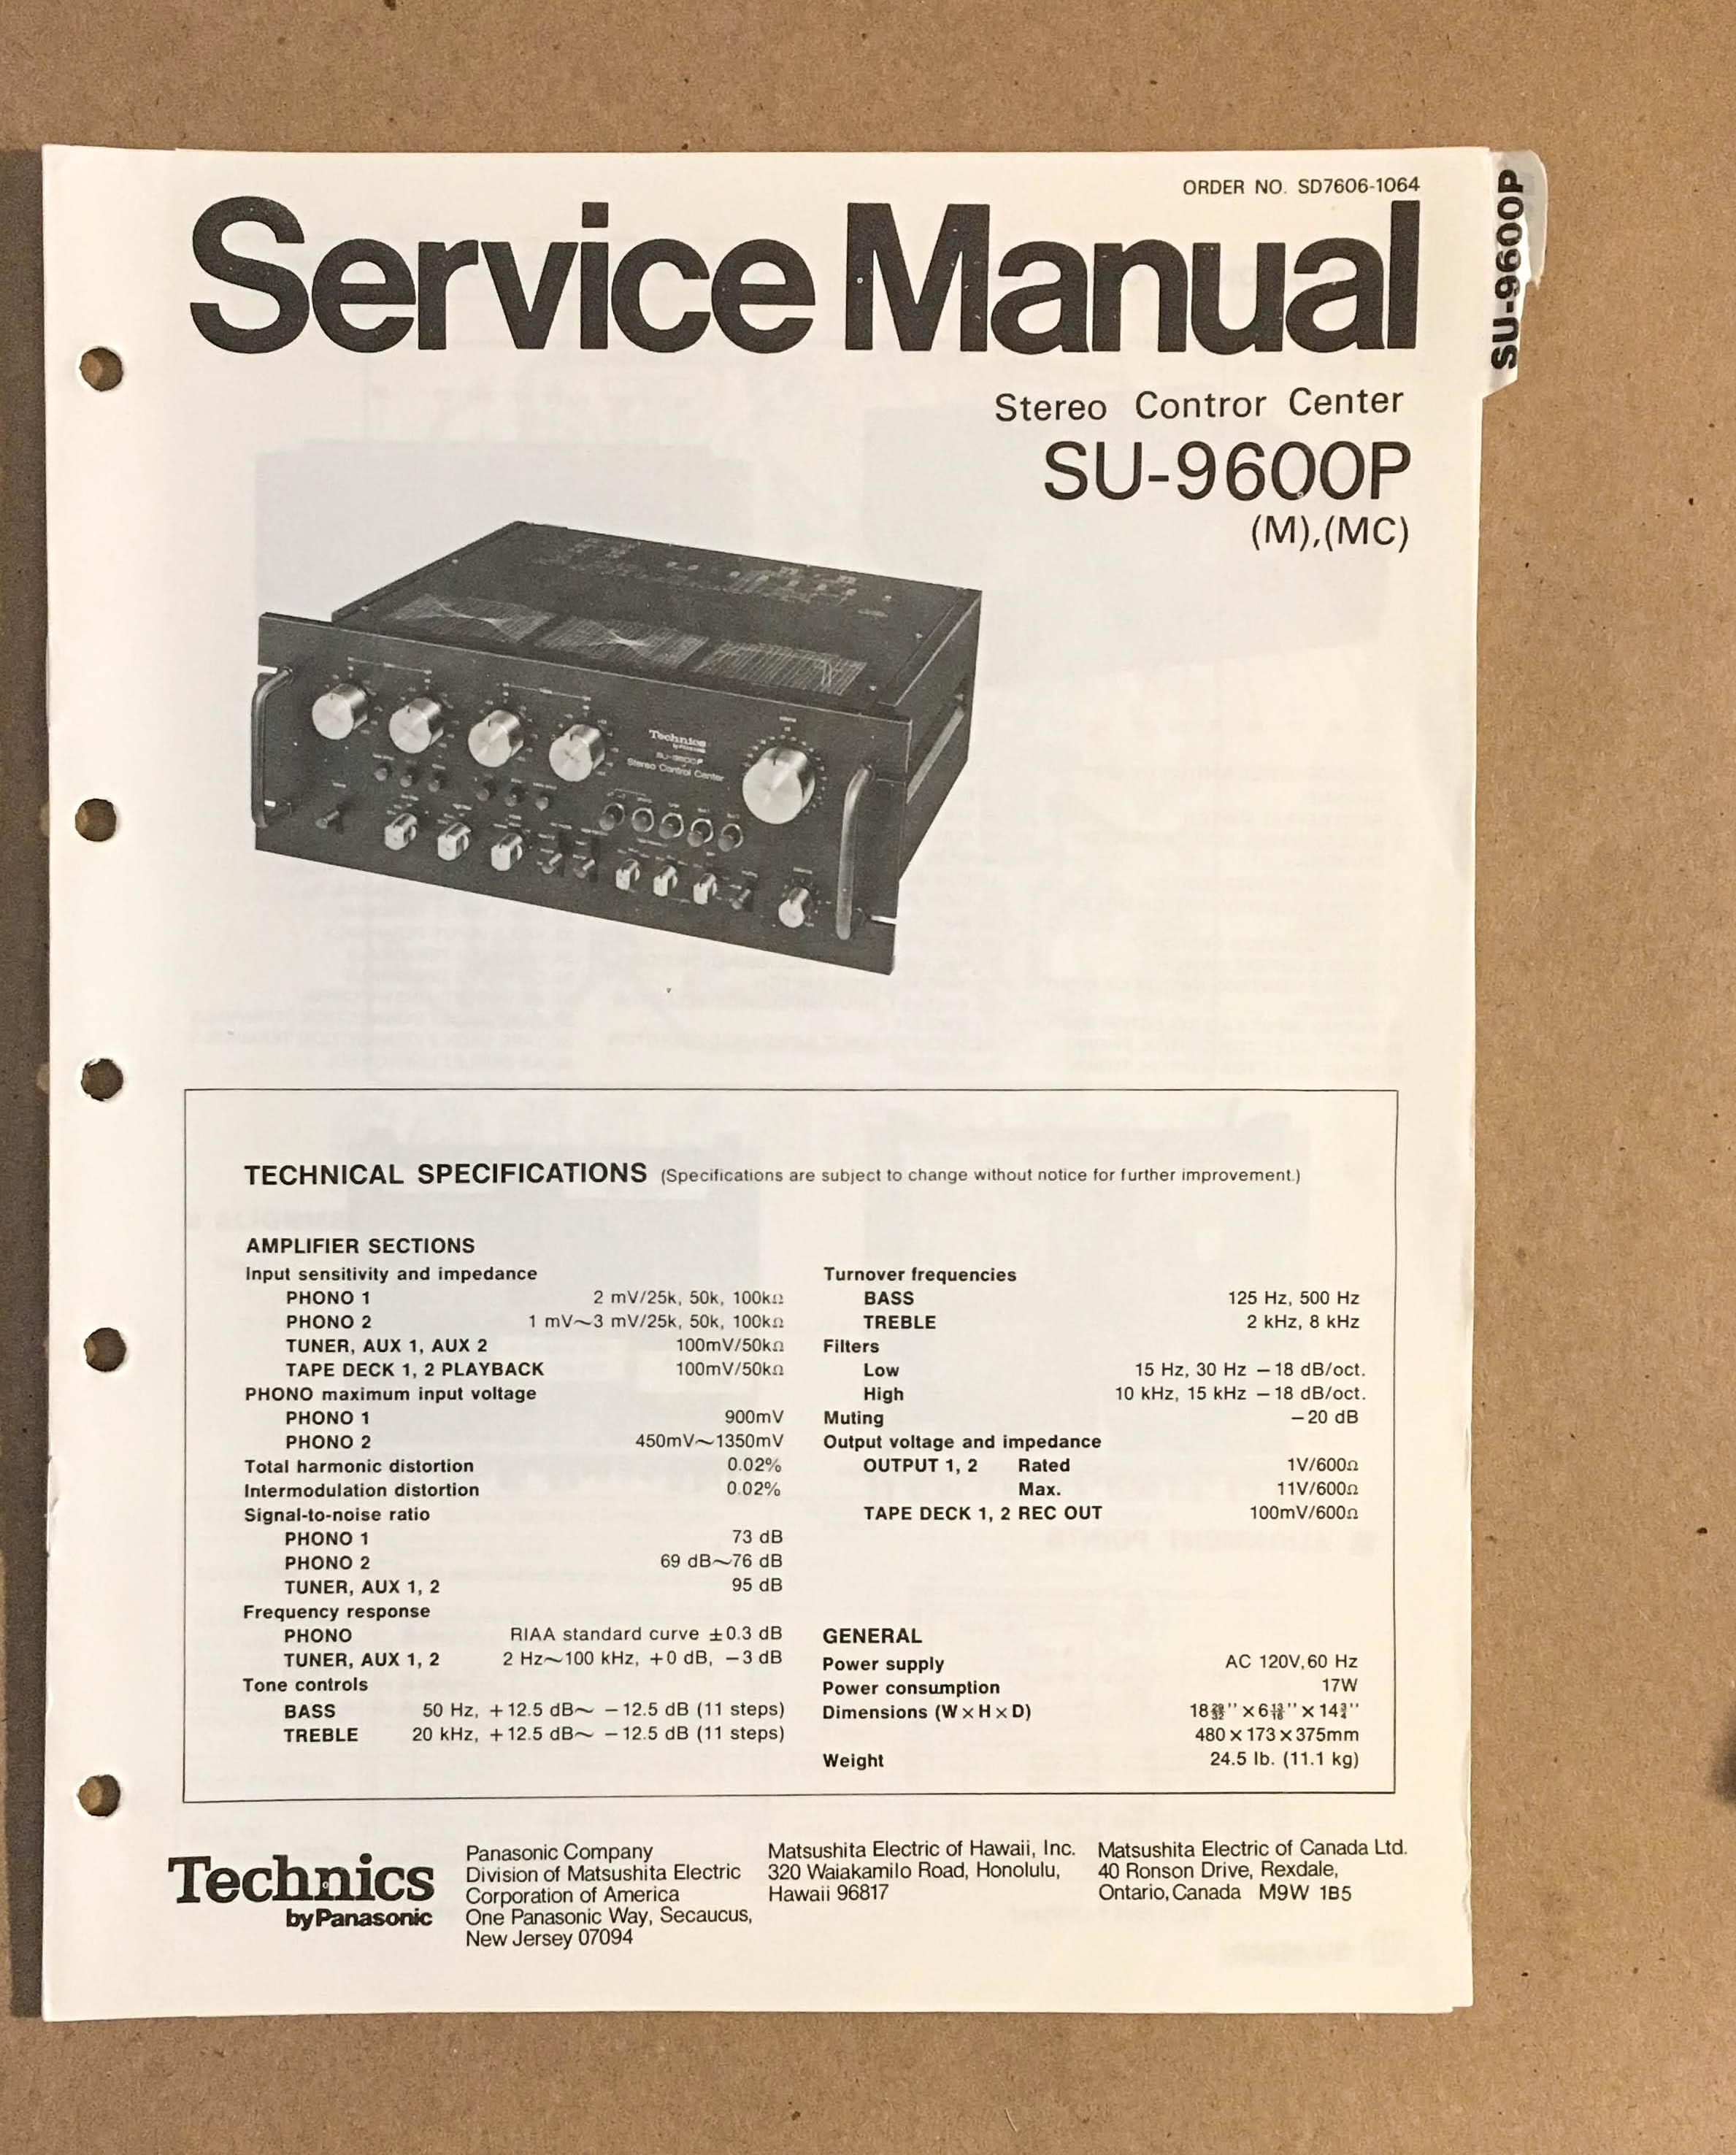 ORDER NO. SD7606-1064
SU-9600P
Service Manual
Stereo Contror Center
SU-9600P
(M),(MC)
Technics
SU-9600P
Stereo Control Center
TECHNICAL SPECIFICATIONS (Specifications are subject to change without notice for further improvement.)
AMPLIFIER SECTIONS
Input sensitivity and impedance
PHONO 1 2 mV/25k, 50k, 100kΩ
PHONO 2 1 mV~3 mV/25k, 50k, 100kΩ
TUNER, AUX 1, AUX 2 100mV/50kΩ
TAPE DECK 1, 2 PLAYBACK 100mV/50kΩ
PHONO maximum input voltage
PHONO 1 900mV
PHONO 2 450mV~1350mV
Total harmonic distortion 0.02%
Intermodulation distortion 0.02%
Signal-to-noise ratio
PHONO 1 73 dB
PHONO 2 69 dB~76 dB
TUNER, AUX 1, 2 95 dB
Frequency response
PHONO RIAA standard curve ±0.3 dB
TUNER, AUX 1, 2 2 Hz~100 kHz, +0 dB, −3 dB
Tone controls
BASS 50 Hz, +12.5 dB~ −12.5 dB (11 steps)
TREBLE 20 kHz, +12.5 dB~ −12.5 dB (11 steps)
Turnover frequencies
BASS 125 Hz, 500 Hz
TREBLE 2 kHz, 8 kHz
Filters
Low 15 Hz, 30 Hz −18 dB/oct.
High 10 kHz, 15 kHz −18 dB/oct.
Muting −20 dB
Output voltage and impedance
OUTPUT 1, 2 Rated 1V/600Ω
Max. 11V/600Ω
TAPE DECK 1, 2 REC OUT 100mV/600Ω
GENERAL
Power supply AC 120V,60 Hz
Power consumption 17W
Dimensions (W×H×D) 18 29/32'' × 6 13/16'' × 14 3/4''
480×173×375mm
Weight 24.5 lb. (11.1 kg)
Technics
by Panasonic
Panasonic Company
Division of Matsushita Electric
Corporation of America
One Panasonic Way, Secaucus,
New Jersey 07094
Matsushita Electric of Hawaii, Inc.
320 Waiakamilo Road, Honolulu,
Hawaii 96817
Matsushita Electric of Canada Ltd.
40 Ronson Drive, Rexdale,
Ontario, Canada M9W 1B5